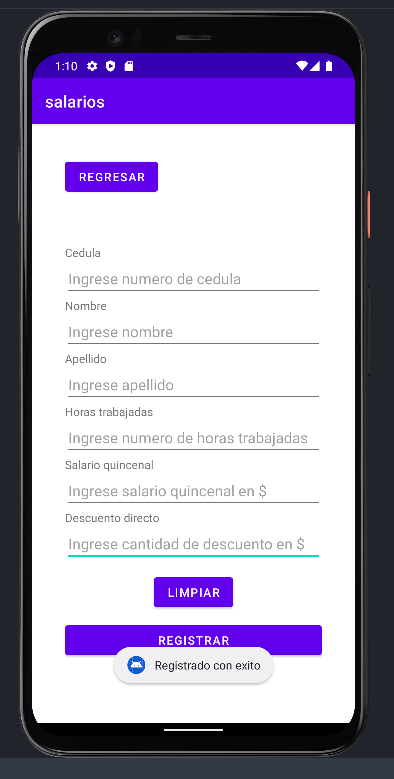 1:10
salarios
REGRESAR
Cedula
Ingrese numero de cedula
Nombre
Ingrese nombre
Apellido
Ingrese apellido
Horas trabajadas
Ingrese numero de horas trabajadas
Salario quincenal
Ingrese salario quincenal en $
Descuento directo
Ingrese cantidad de descuento en $
LIMPIAR
REGISTRAR
Registrado con exito